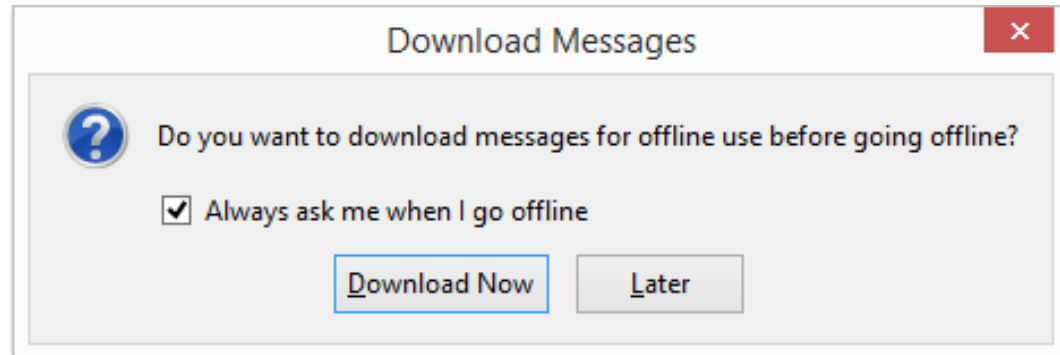 Download Messages
Do you want to download messages for offline use before going offline?
Always ask me when I go offline
Download Now
Later